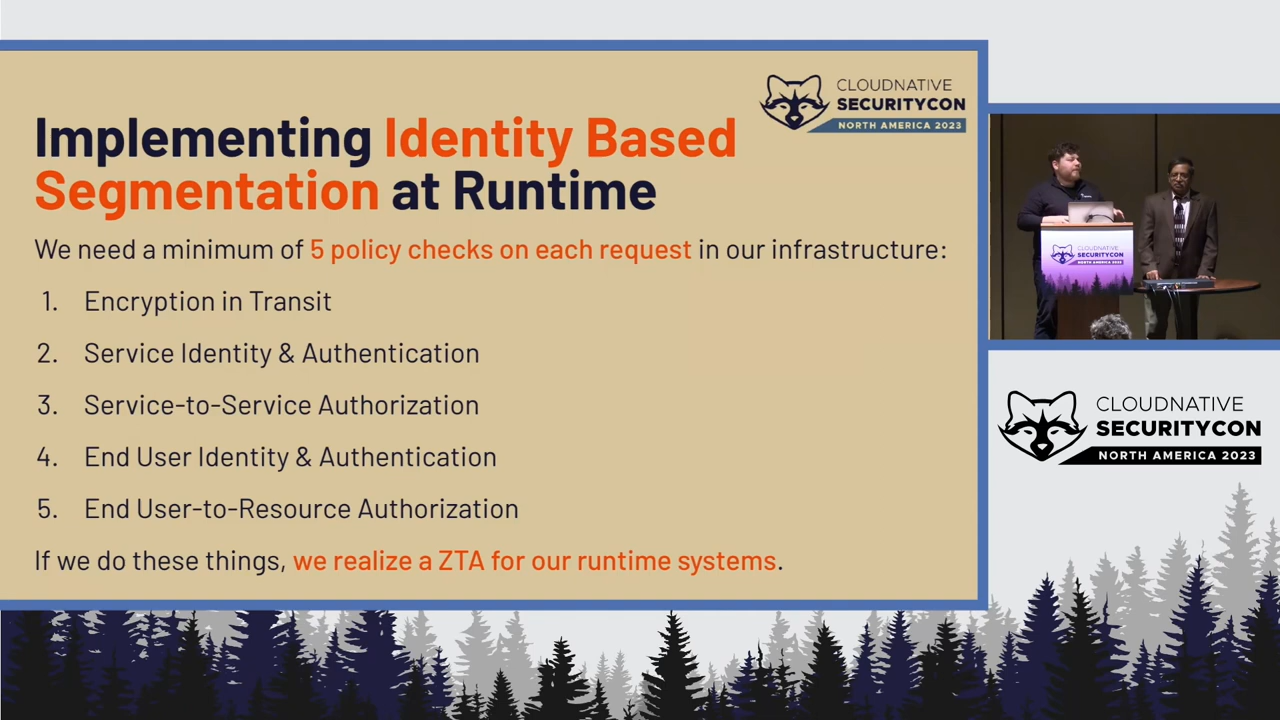 CLOUDNATIVE
SECURITYCON
NORTH AMERICA 2023
Implementing Identity Based
Segmentation at Runtime
We need a minimum of 5 policy checks on each request in our infrastructure:
1. Encryption in Transit
2. Service Identity & Authentication
3. Service-to-Service Authorization
4. End User Identity & Authentication
5. End User-to-Resource Authorization
If we do these things, we realize a ZTA for our runtime systems.
CLOUDNATIVE
SECURITYCON
CLOUDNATIVE
SECURITYCON
NORTH AMERICA 2023